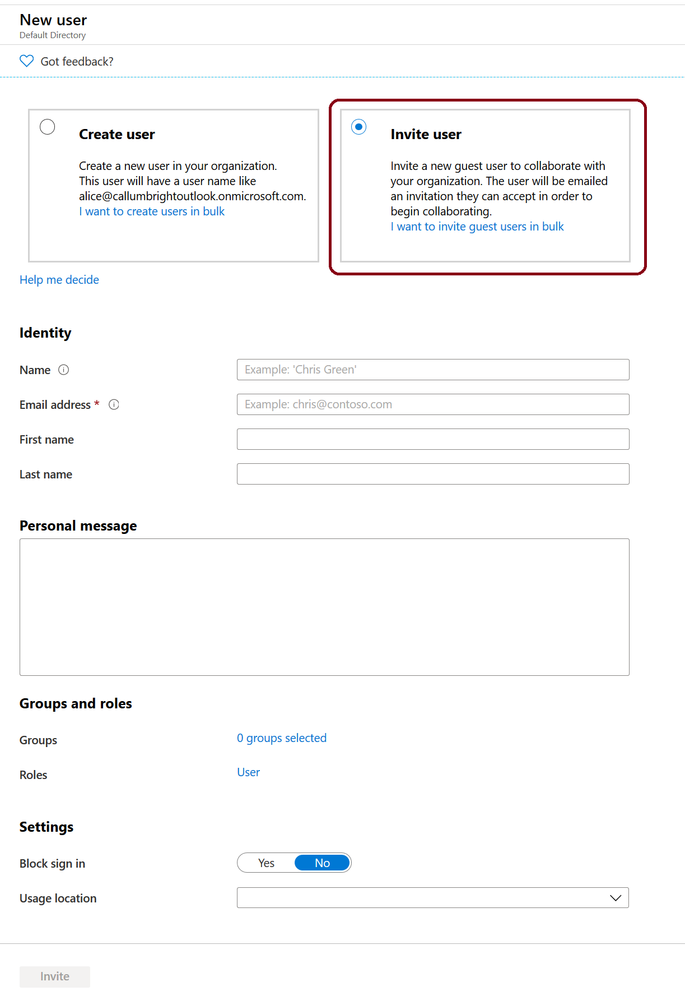 New user
Default Directory
Got feedback?
Create user
Create a new user in your organization.
This user will have a user name like
alice@callumbrightoutlook.onmicrosoft.com.
I want to create users in bulk
Invite user
Invite a new guest user to collaborate with
your organization. The user will be emailed
an invitation they can accept in order to
begin collaborating.
I want to invite guest users in bulk
Help me decide
Identity
Name
Example: 'Chris Green'
Email address *
Example: chris@contoso.com
First name
Last name
Personal message
Groups and roles
Groups
0 groups selected
Roles
User
Settings
Block sign in
Yes No
Usage location
Invite